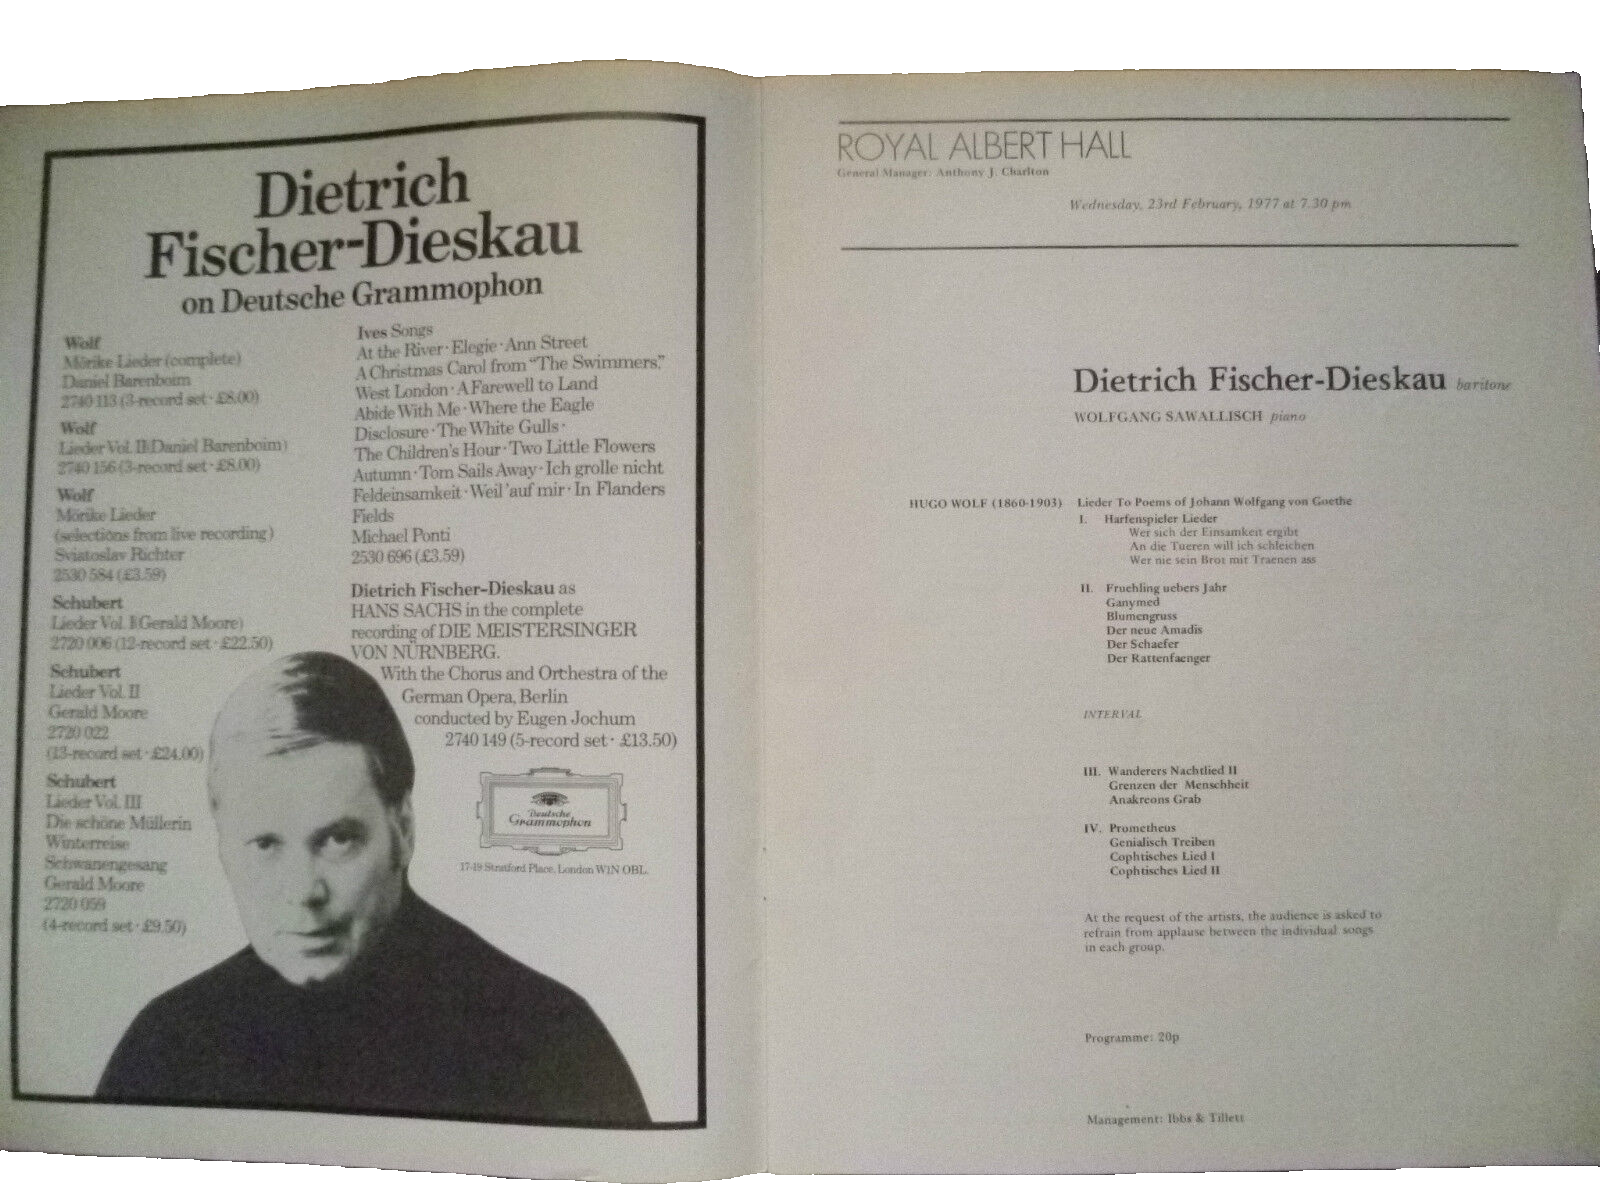 Dietrich
Fischer-Dieskau
on Deutsche Grammophon
Wolf
Mörike Lieder (complete)
Daniel Barenboim
2740 113 (3-record set · £8.00)
Wolf
Lieder Vol. II (Daniel Barenboim)
2740 156 (3-record set · £8.00)
Wolf
Mörike Lieder
(selections from live recording)
Sviatoslav Richter
2530 584 (£3.59)
Schubert
Lieder Vol. I (Gerald Moore)
2720 006 (12-record set · £22.50)
Schubert
Lieder Vol. II
Gerald Moore
2720 022
(13-record set · £24.00)
Schubert
Lieder Vol. III
Die schöne Müllerin
Winterreise
Schwanengesang
Gerald Moore
2720 059
(4-record set · £9.50)
Ives Songs
At the River · Elegie · Ann Street
A Christmas Carol from "The Swimmers,"
West London · A Farewell to Land
Abide With Me · Where the Eagle
Disclosure · The White Gulls ·
The Children's Hour · Two Little Flowers
Autumn · Tom Sails Away · Ich grolle nicht
Feldeinsamkeit · Weil 'auf mir · In Flanders
Fields
Michael Ponti
2530 696 (£3.59)
Dietrich Fischer-Dieskau as
HANS SACHS in the complete
recording of DIE MEISTERSINGER
VON NÜRNBERG.
With the Chorus and Orchestra of the
German Opera, Berlin
conducted by Eugen Jochum
2740 149 (5-record set · £13.50)
Deutsche
Grammophon
17-19 Stratford Place, London W1N OBL.
ROYAL ALBERT HALL
General Manager: Anthony J. Charlton
Wednesday, 23rd February, 1977 at 7.30 pm
Dietrich Fischer-Dieskau baritone
WOLFGANG SAWALLISCH piano
HUGO WOLF (1860-1903) Lieder To Poems of Johann Wolfgang von Goethe
I. Harfenspieler Lieder
Wer sich der Einsamkeit ergibt
An die Tueren will ich schleichen
Wer nie sein Brot mit Traenen ass
II. Fruehling uebers Jahr
Ganymed
Blumengruss
Der neue Amadis
Der Schaefer
Der Rattenfaenger
INTERVAL
III. Wanderers Nachtlied II
Grenzen der Menschheit
Anakreons Grab
IV. Prometheus
Genialisch Treiben
Cophtisches Lied I
Cophtisches Lied II
At the request of the artists, the audience is asked to
refrain from applause between the individual songs
in each group.
Programme: 20p
Management: Ibbs & Tillett